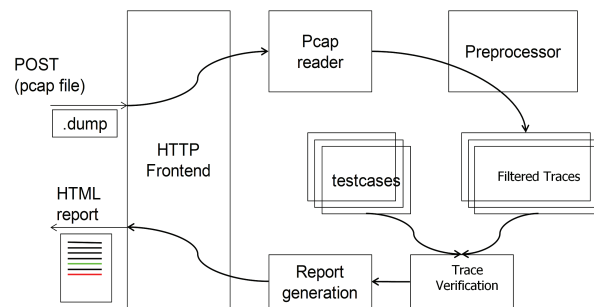 POST
(pcap file)
.dump
HTML
report
HTTP
Frontend
Pcap
reader
Preprocessor
testcases
Filtered Traces
Report
generation
Trace
Verification